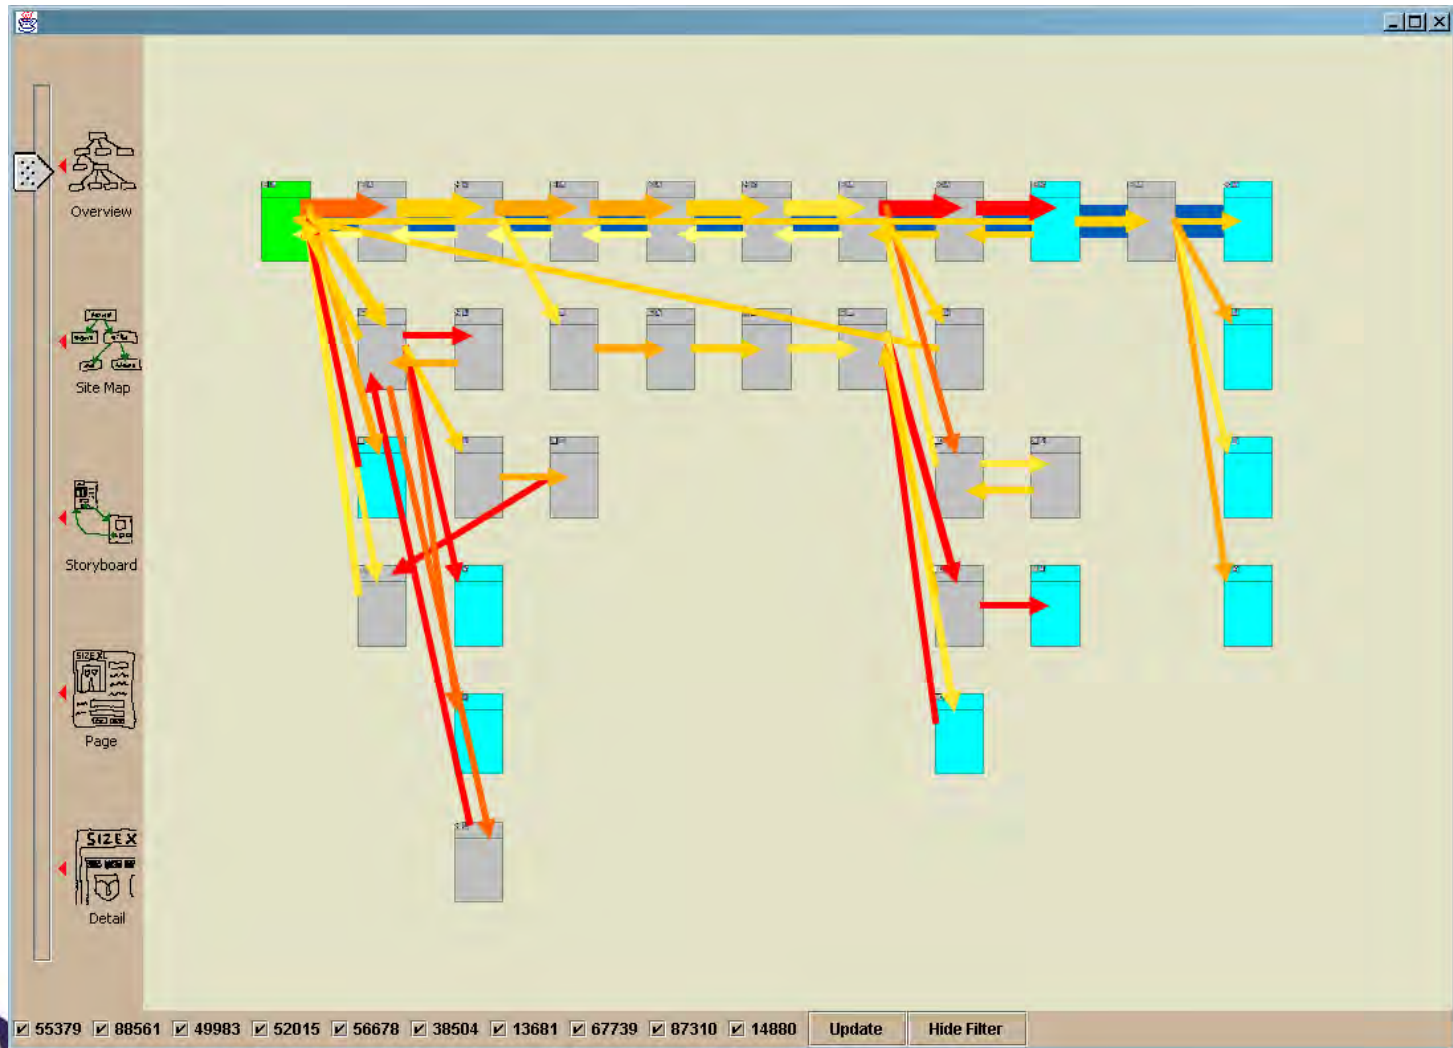 Overview
Site Map
Storyboard
SIZE XL
Page
SIZE X
Detail
55379 88561 49983 52015 56678 38504 13681 67739 87310 14880 Update Hide Filter